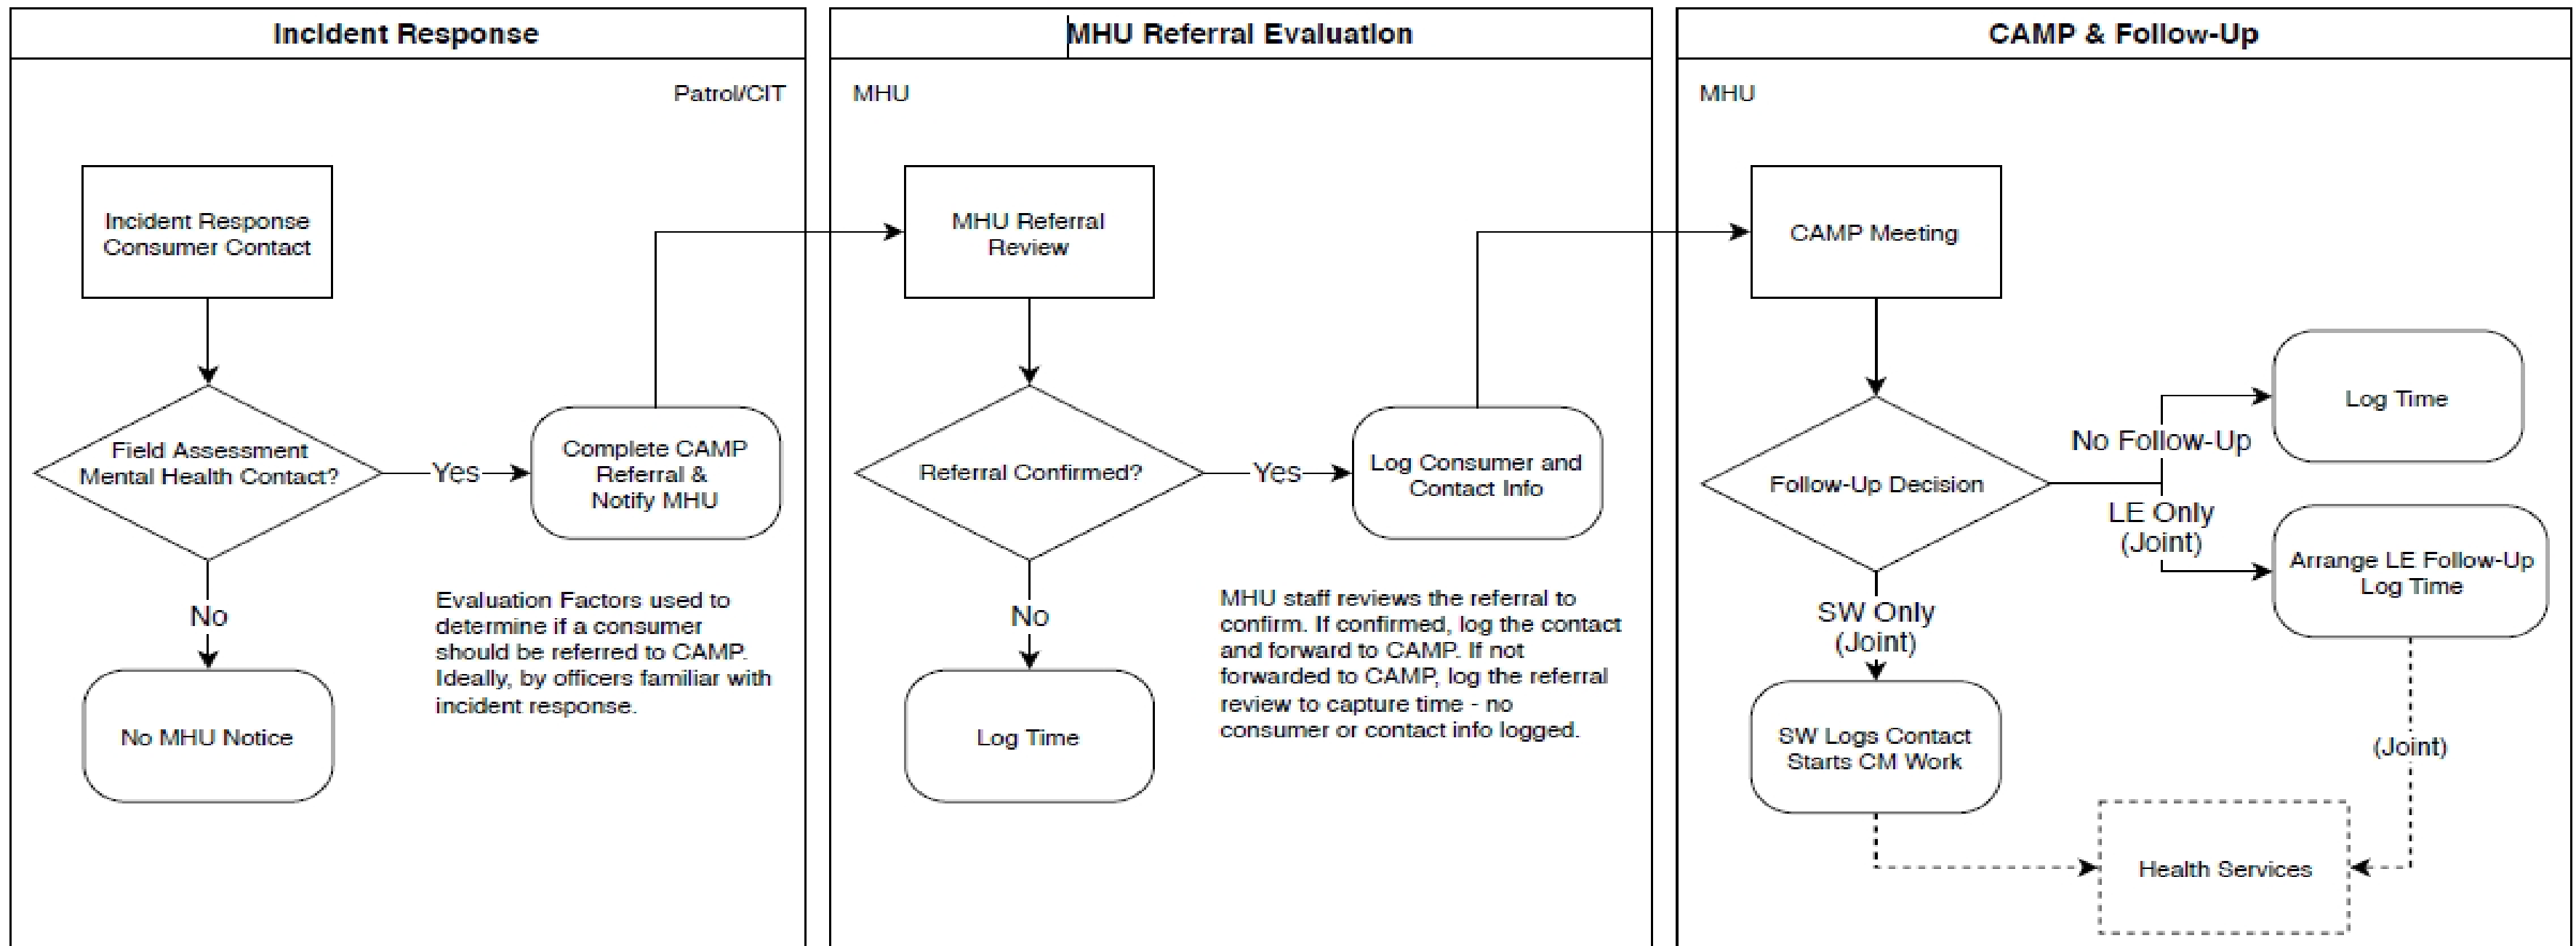 Incident Response
Patrol/CIT
Incident Response
Consumer Contact
Field Assessment
Mental Health Contact?
Yes
Complete CAMP
Referral &
Notify MHU
No
No MHU Notice
Evaluation Factors used to
determine if a consumer
should be referred to CAMP.
Ideally, by officers familiar with
incident response.
MHU Referral Evaluation
MHU
MHU Referral
Review
Referral Confirmed?
Yes
Log Consumer and
Contact Info
No
Log Time
MHU staff reviews the referral to
confirm. If confirmed, log the contact
and forward to CAMP. If not
forwarded to CAMP, log the referral
review to capture time - no
consumer or contact info logged.
CAMP & Follow-Up
MHU
CAMP Meeting
Follow-Up Decision
No Follow-Up
Log Time
LE Only
(Joint)
Arrange LE Follow-Up
Log Time
SW Only
(Joint)
SW Logs Contact
Starts CM Work
(Joint)
Health Services